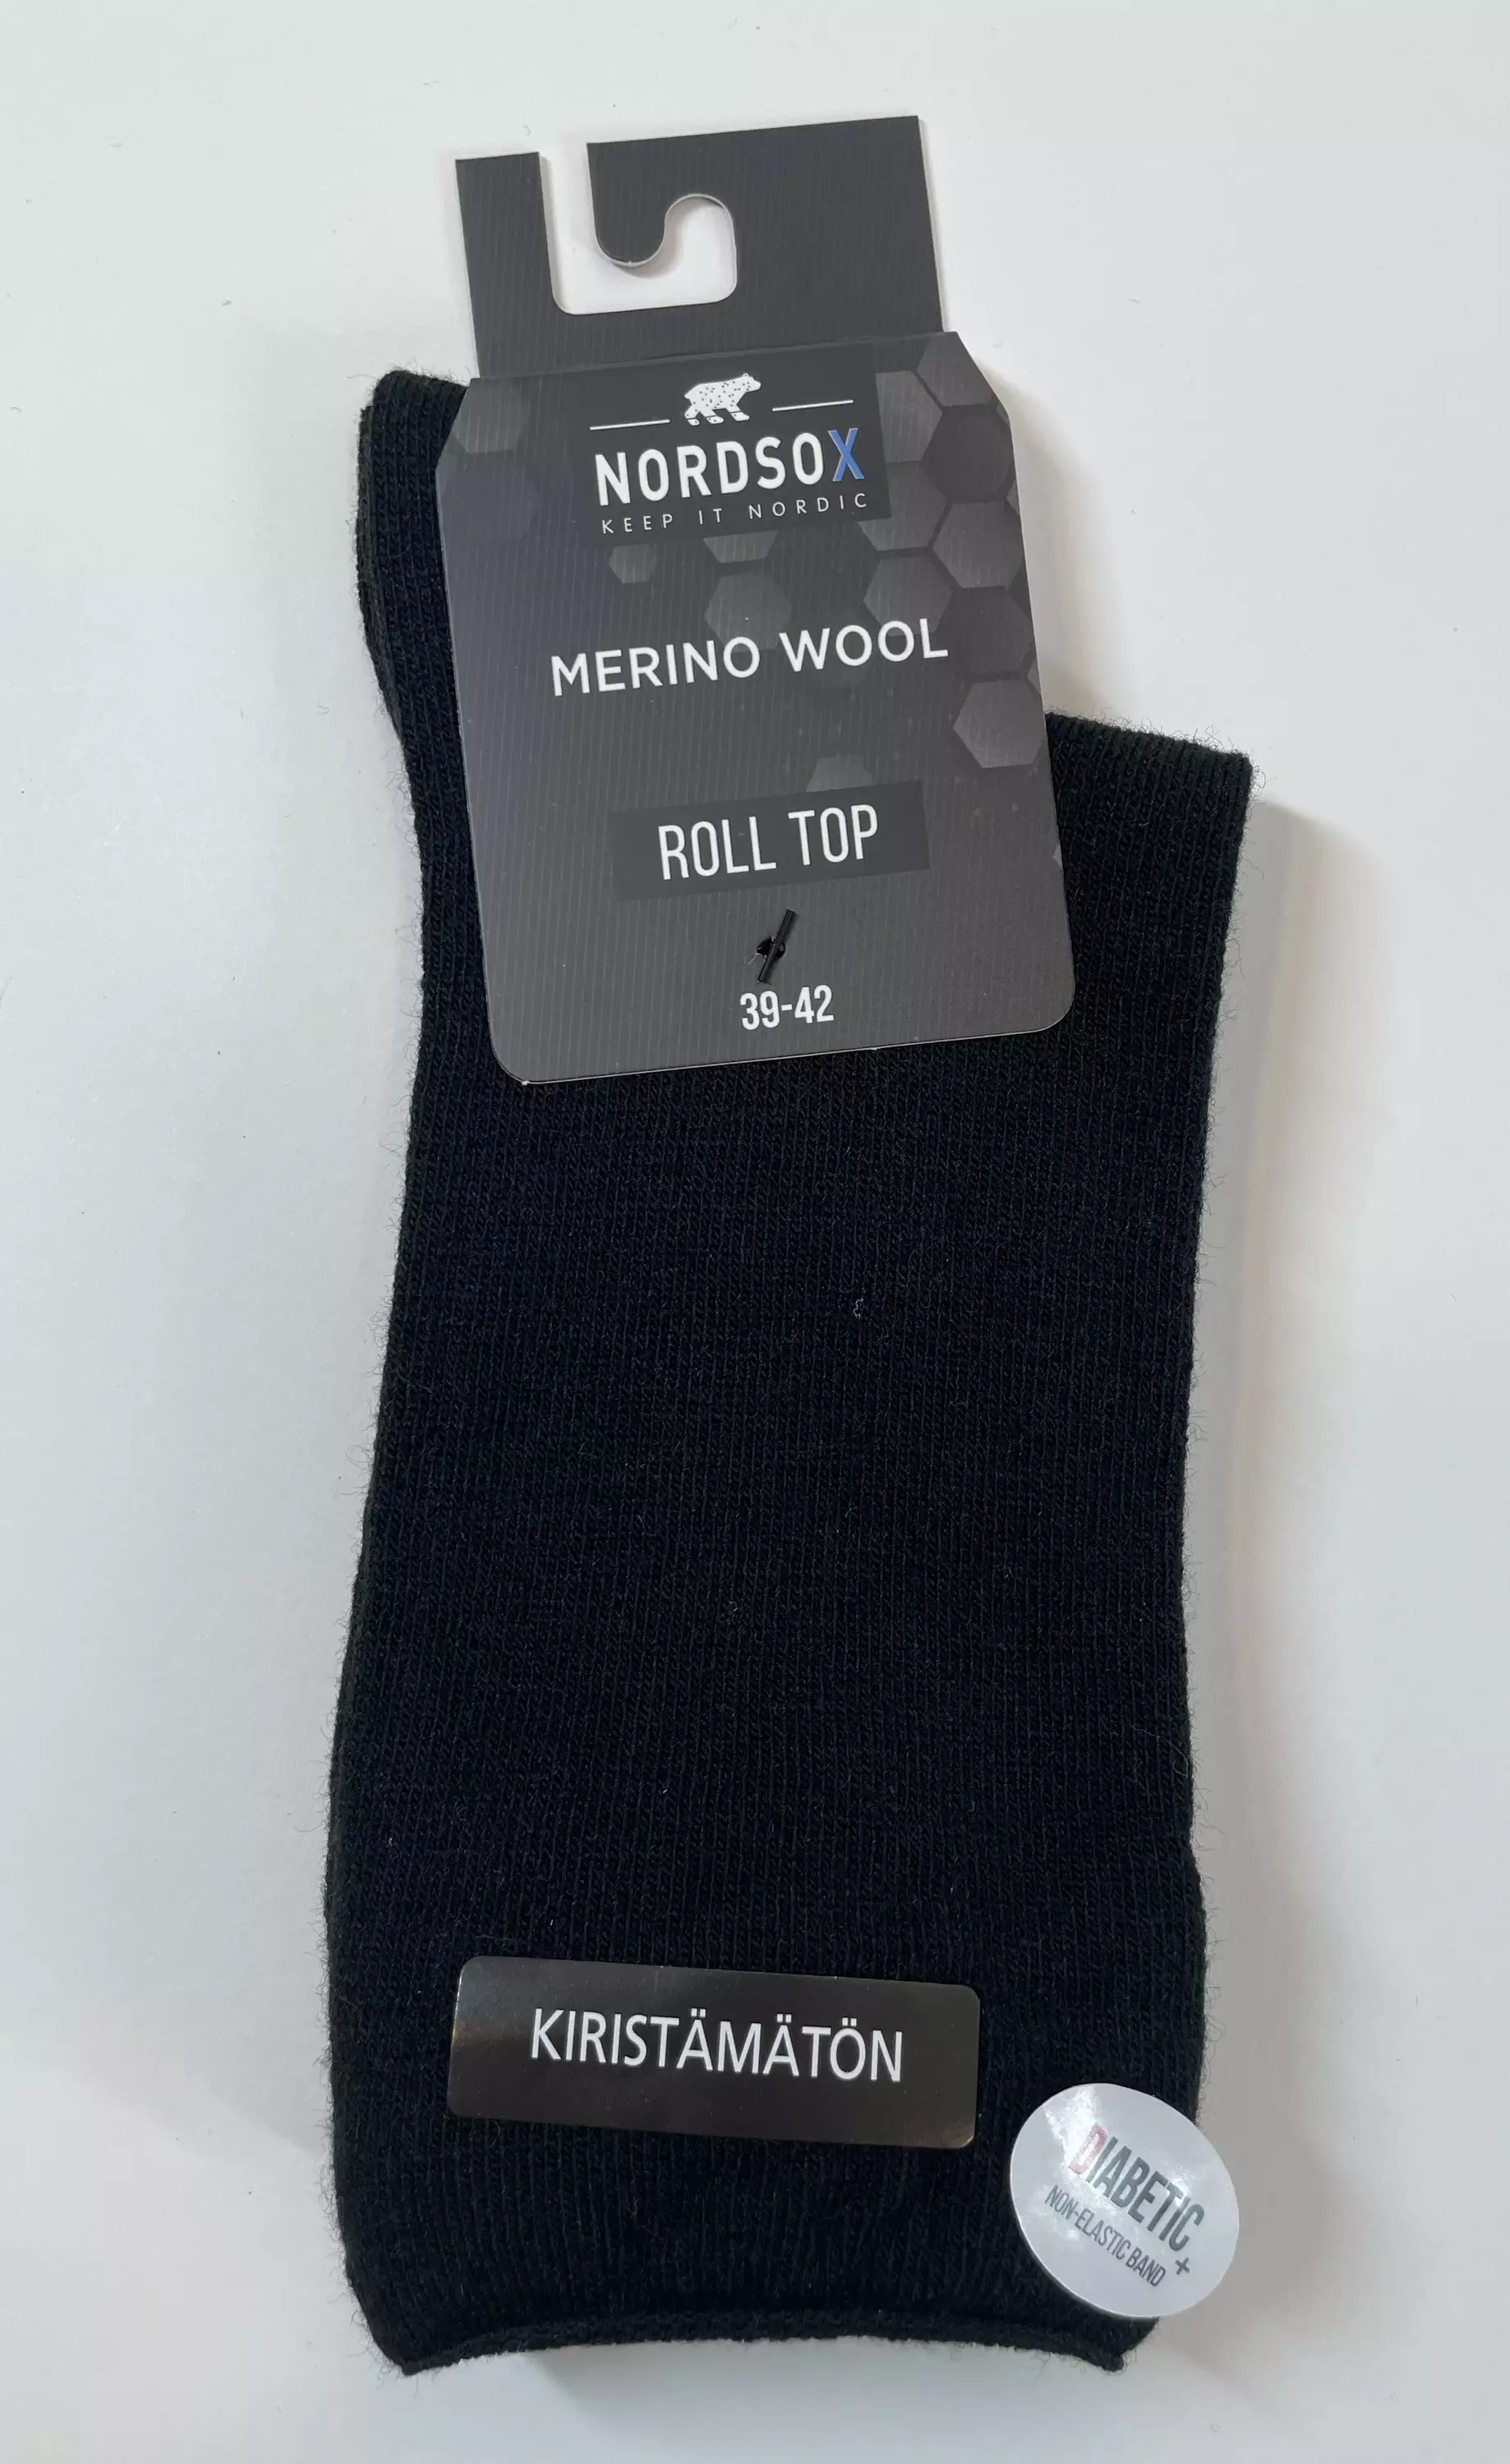 NORDSOX
KEEP IT NORDIC
MERINO WOOL
ROLL TOP
39-42
KIRISTÄMÄTÖN
DIABETIC
NON-ELASTIC BAND +